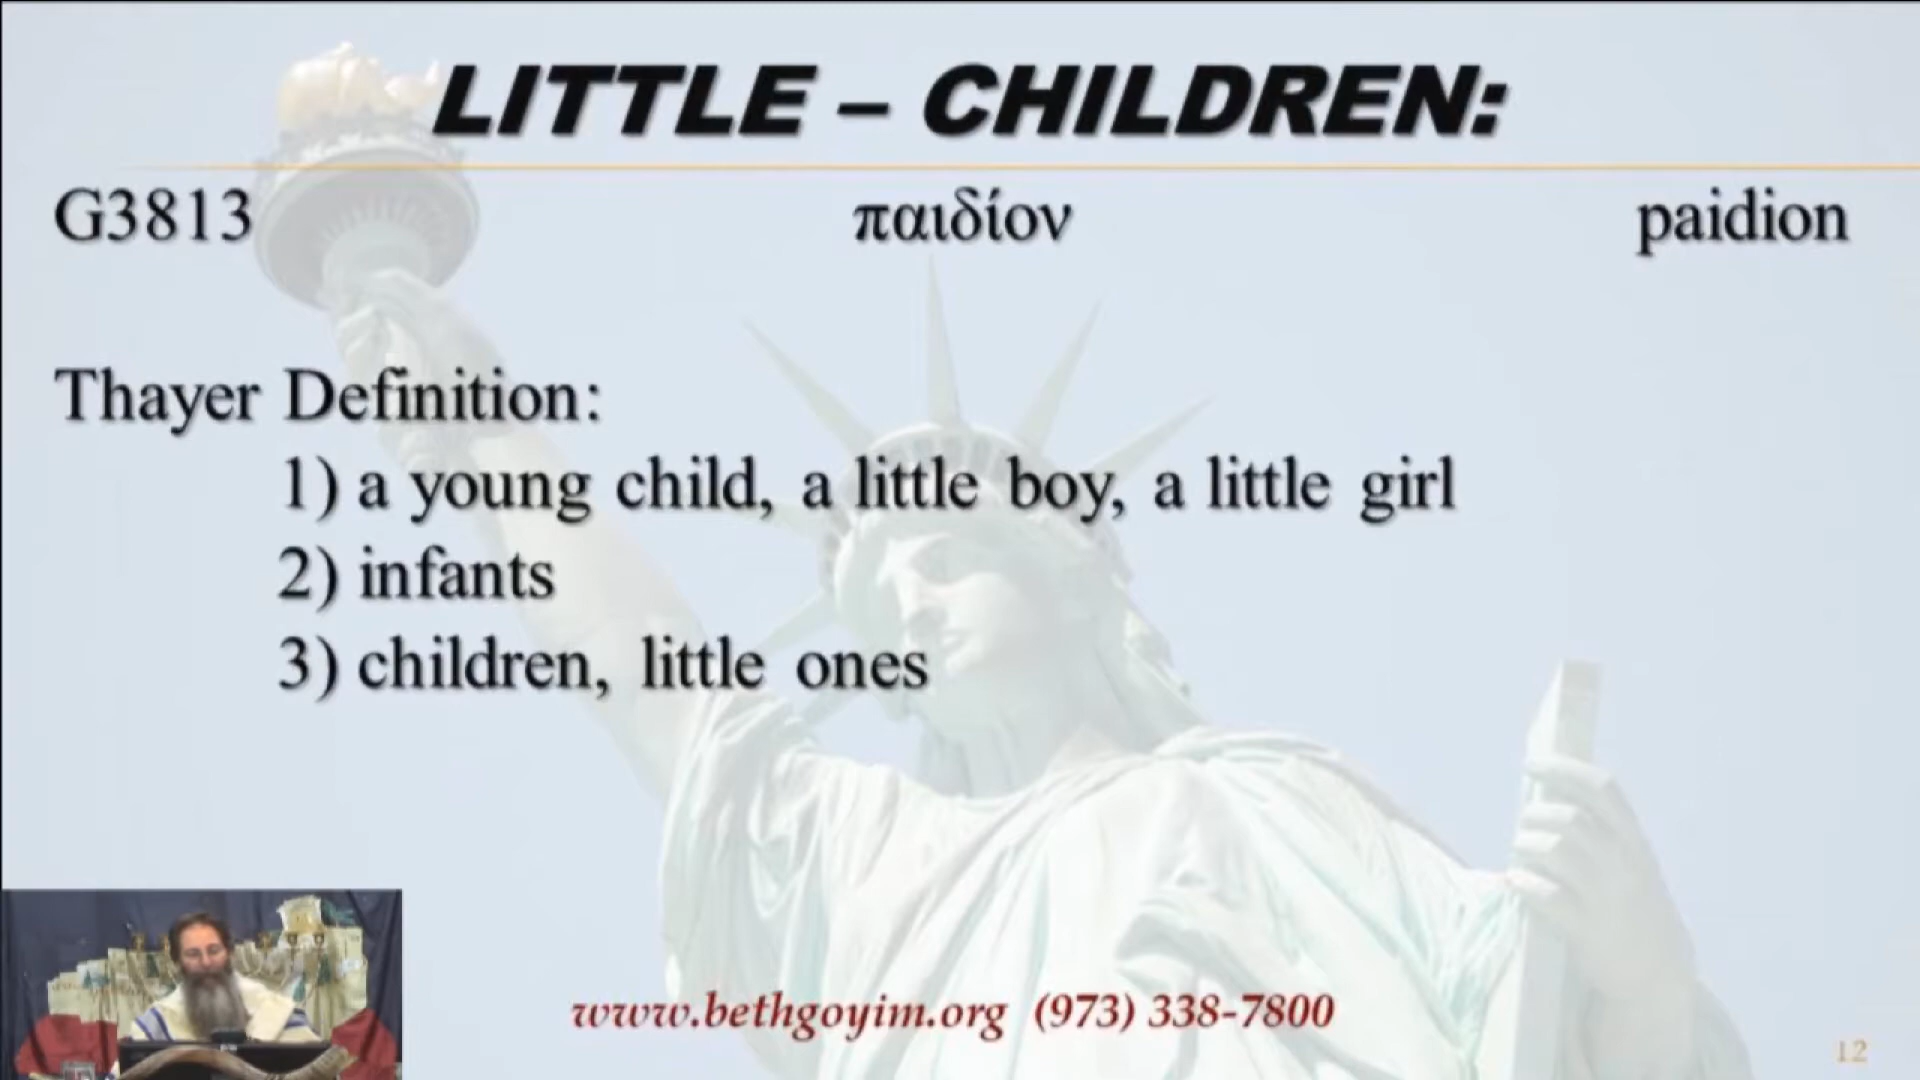 LITTLE – CHILDREN:
G3813 παιδίον paidion
Thayer Definition:
1) a young child, a little boy, a little girl
2) infants
3) children, little ones
www.bethgoyim.org (973) 338-7800
12